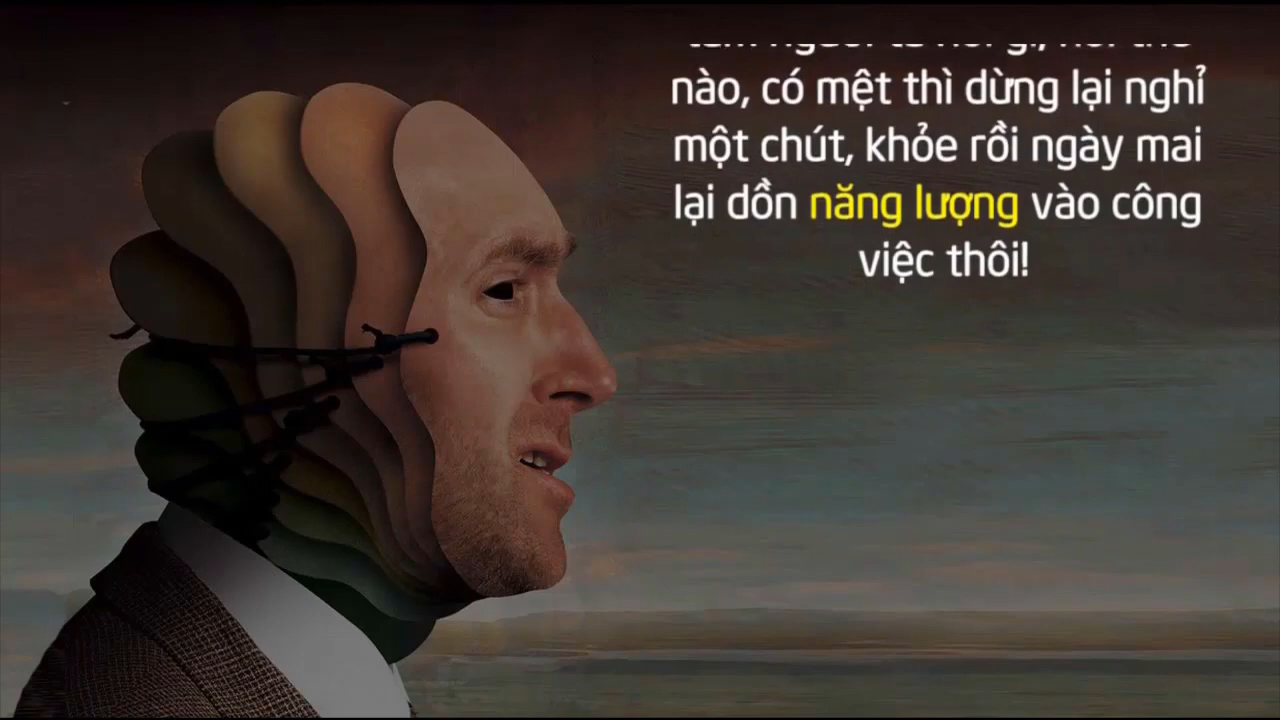 nào, có mệt thì dừng lại nghỉ
một chút, khỏe rồi ngày mai
lại dồn năng lượng vào công
việc thôi!